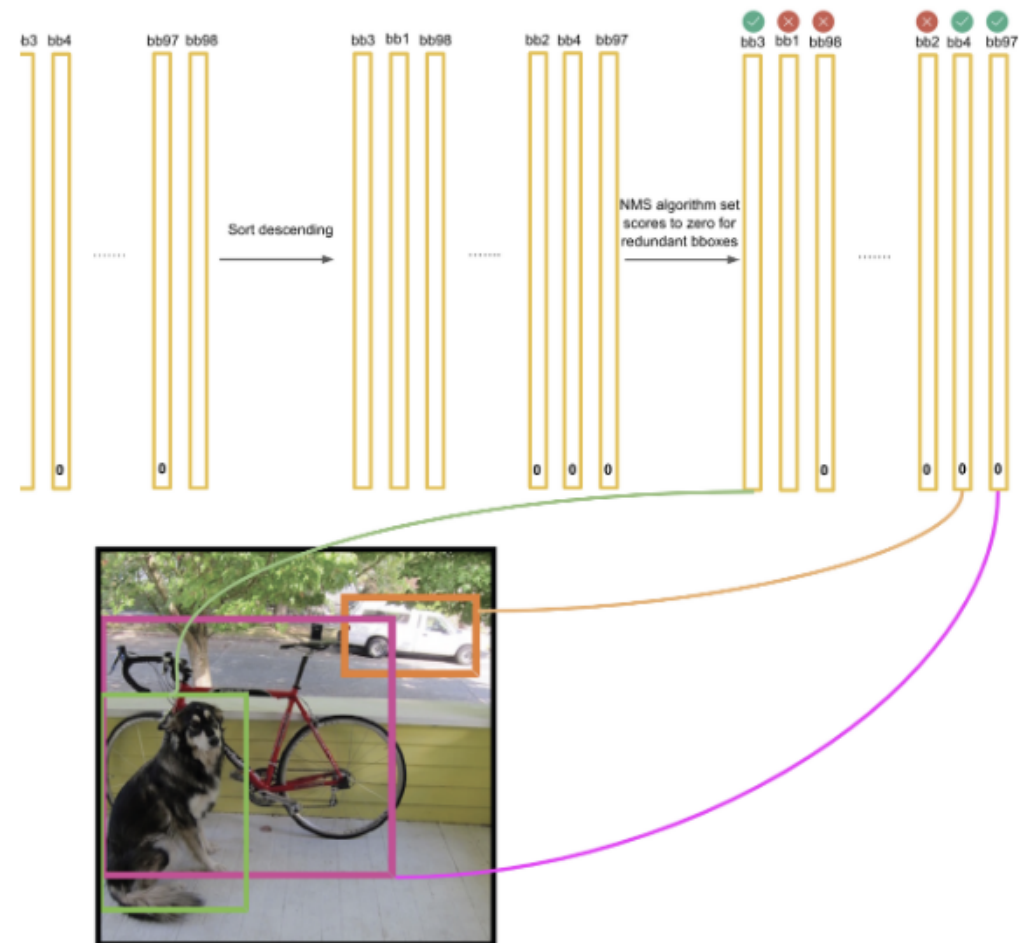 b3 bb4 bb97 bb98 bb3 bb1 bb98 bb2 bb4 bb97 bb3 bb1 bb98 bb2 bb4 bb97
Sort descending
NMS algorithm set
scores to zero for
redundant bboxes
0 0 0 0 0 0 0 0 0